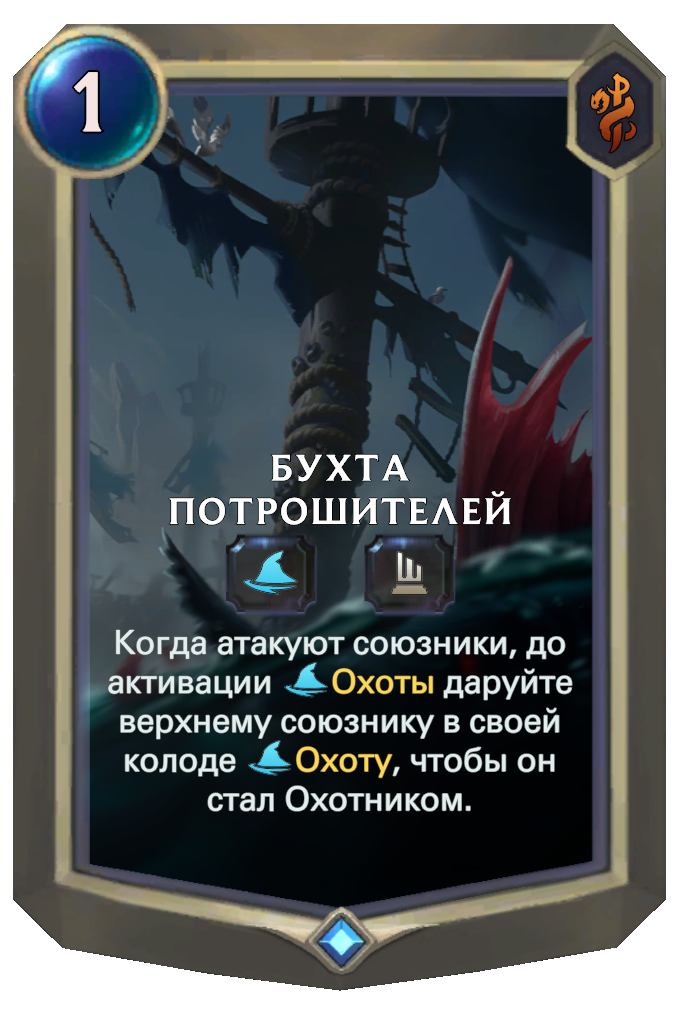 1
БУХТА
ПОТРОШИТЕЛЕЙ
Когда атакуют союзники, до
активации Охоты даруйте
верхнему союзнику в своей
колоде Охоту, чтобы он
стал Охотником.